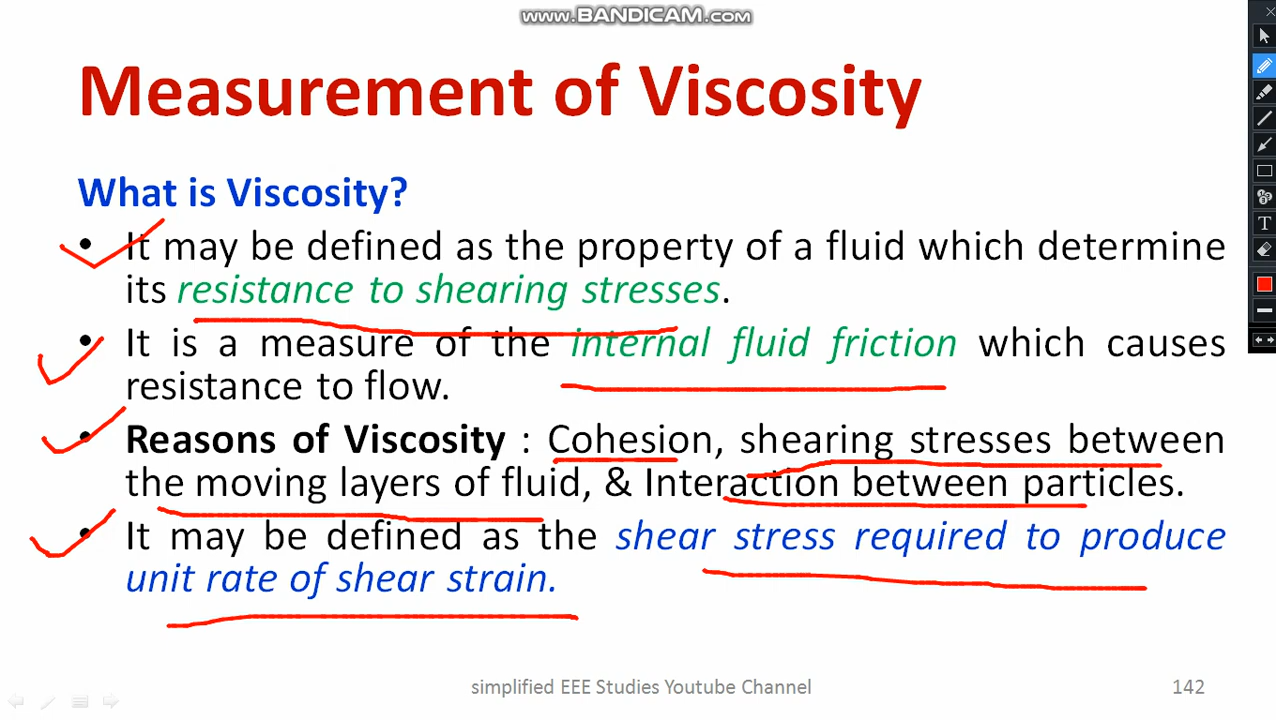 www.BANDICAM.com
Measurement of Viscosity
What is Viscosity?
• It may be defined as the property of a fluid which determine
its resistance to shearing stresses.
• It is a measure of the internal fluid friction which causes
resistance to flow.
• Reasons of Viscosity : Cohesion, shearing stresses between
the moving layers of fluid, & Interaction between particles.
• It may be defined as the shear stress required to produce
unit rate of shear strain.
simplified EEE Studies Youtube Channel
142